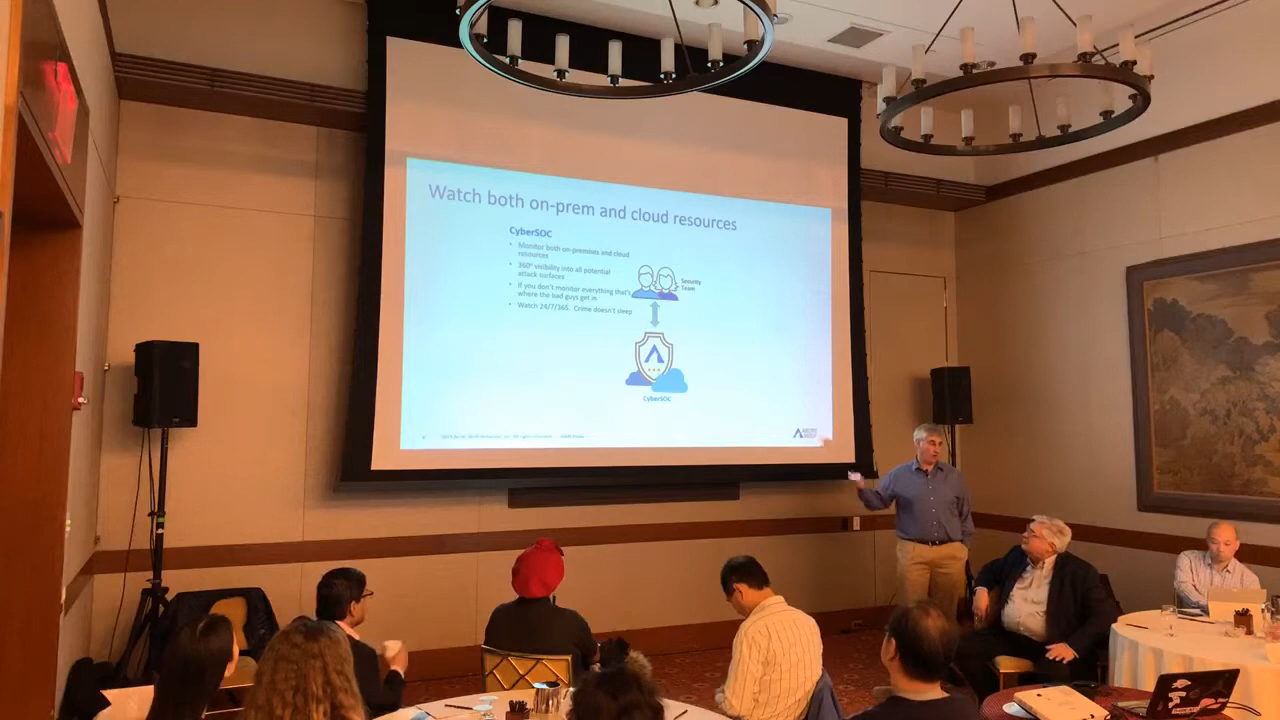 Watch both on-prem and cloud resources
CyberSOC
• Monitor both on-premises and cloud
resources
• 360° visibility into all potential
attack surfaces
• If you don't monitor everything that's
where the bad guys get in
• Watch 24/7/365. Crime doesn't sleep
Security
Team
CyberSOC